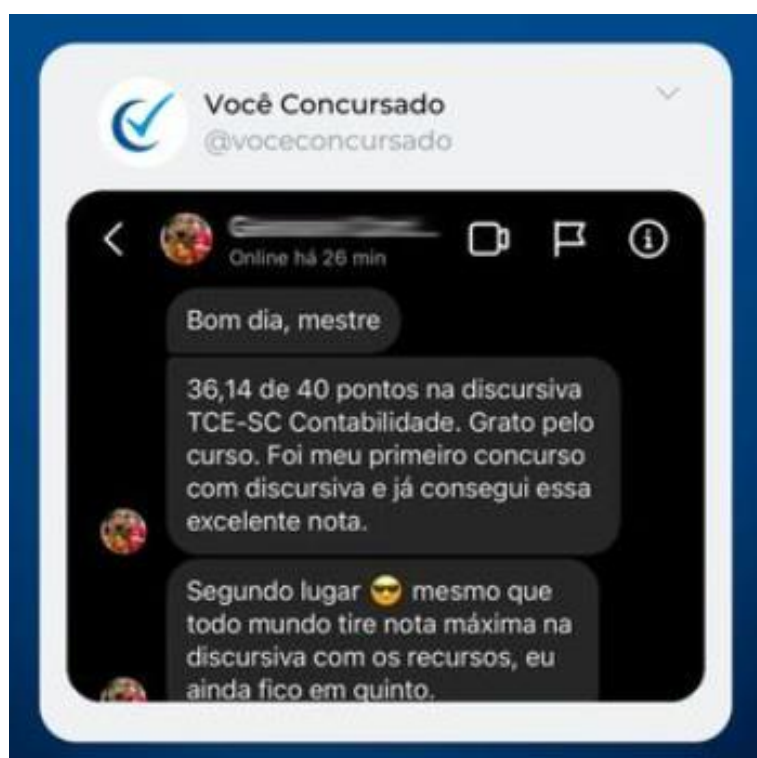 Você Concursado
@voceconcursado
Online há 26 min
Bom dia, mestre
36,14 de 40 pontos na discursiva
TCE-SC Contabilidade. Grato pelo
curso. Foi meu primeiro concurso
com discursiva e já consegui essa
excelente nota.
Segundo lugar 😎 mesmo que
todo mundo tire nota máxima na
discursiva com os recursos, eu
ainda fico em quinto.